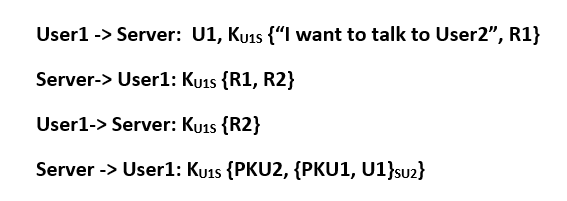 User1 -> Server:  U1, KU1S {“I want to talk to User2”, R1}
Server-> User1: KU1S {R1, R2}
User1-> Server: KU1S {R2}
Server -> User1: KU1S {PKU2, {PKU1, U1}SU2}